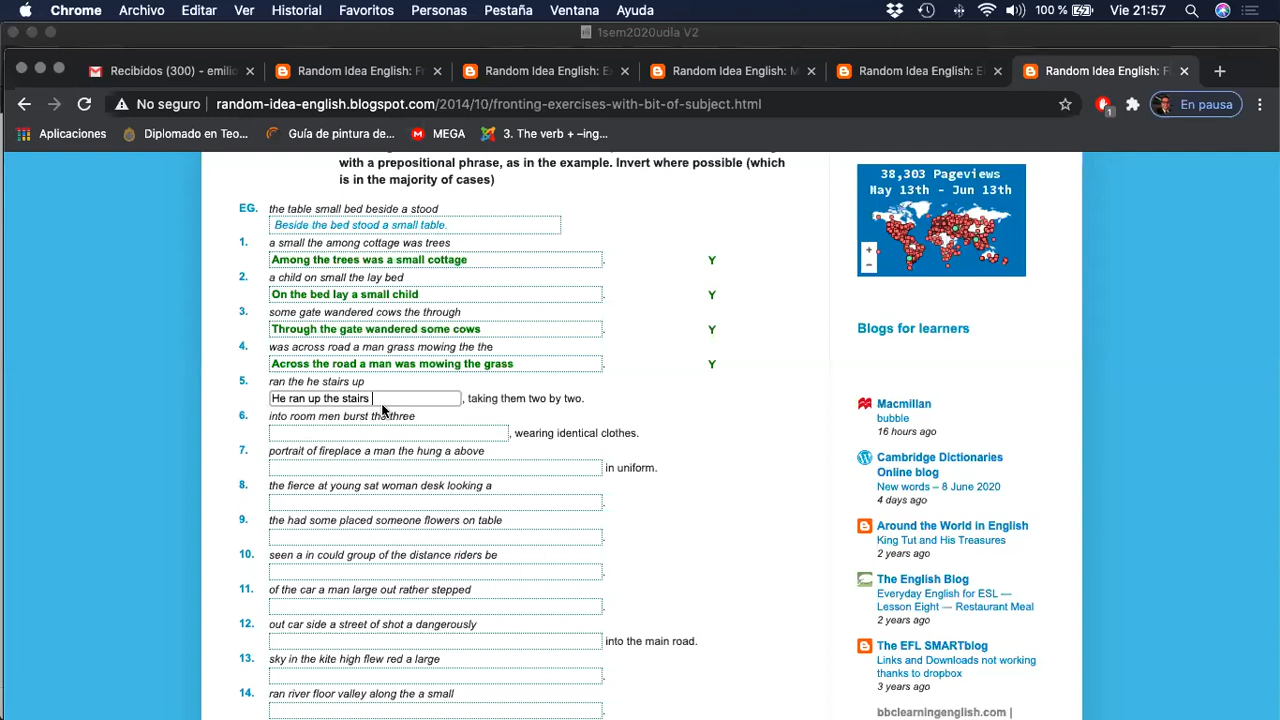 Chrome Archivo Editar Ver Historial Favoritos Personas Pestaña Ventana Ayuda 100 % Vie 21:57
1sem2020udla V2
Recibidos (300) - emilio Random Idea English: F Random Idea English: E Random Idea English: M Random Idea English: E Random Idea English: F
No seguro random-idea-english.blogspot.com/2014/10/fronting-exercises-with-bit-of-subject.html 1 En pausa
Aplicaciones Diplomado en Teo... Guía de pintura de... MEGA 3. The verb + –ing...
with a prepositional phrase, as in the example. Invert where possible (which
is in the majority of cases)
EG. the table small bed beside a stood
Beside the bed stood a small table.
1. a small the among cottage was trees
Among the trees was a small cottage . Y
2. a child on small the lay bed
On the bed lay a small child . Y
3. some gate wandered cows the through
Through the gate wandered some cows . Y
4. was across road a man grass mowing the the
Across the road a man was mowing the grass . Y
5. ran the he stairs up
He ran up the stairs , taking them two by two.
6. into room men burst the three
, wearing identical clothes.
7. portrait of fireplace a man the hung a above
in uniform.
8. the fierce at young sat woman desk looking a
.
9. the had some placed someone flowers on table
.
10. seen a in could group of the distance riders be
.
11. of the car a man large out rather stepped
.
12. out car side a street of shot a dangerously
into the main road.
13. sky in the kite high flew red a large
.
14. ran river floor valley along the a small
.
38,303 Pageviews
May 13th - Jun 13th
+
−
Blogs for learners
Macmillan
bubble
16 hours ago
Cambridge Dictionaries
Online blog
New words – 8 June 2020
4 days ago
Around the World in English
King Tut and His Treasures
2 years ago
The English Blog
Everyday English for ESL —
Lesson Eight — Restaurant Meal
2 years ago
The EFL SMARTblog
Links and Downloads not working
thanks to dropbox
3 years ago
bbclearningenglish.com |